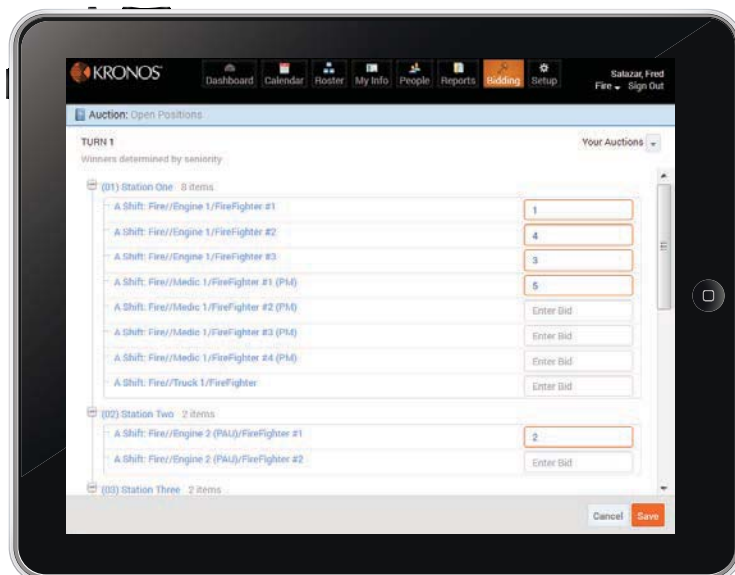 KRONOS
Dashboard Calendar Roster My Info People Reports Bidding Setup
Salazar, Fred
Fire Sign Out
Auction: Open Positions
TURN 1
Your Auctions
Winners determined by seniority
(01) Station One 8 items
A Shift: Fire//Engine 1/FireFighter #1
1
A Shift: Fire//Engine 1/FireFighter #2
4
A Shift: Fire//Engine 1/FireFighter #3
3
A Shift: Fire//Medic 1/FireFighter #1 (PM)
5
A Shift: Fire//Medic 1/FireFighter #2 (PM)
Enter Bid
A Shift: Fire//Medic 1/FireFighter #3 (PM)
Enter Bid
A Shift: Fire//Medic 1/FireFighter #4 (PM)
Enter Bid
A Shift: Fire//Truck 1/FireFighter
Enter Bid
(02) Station Two 2 items
A Shift: Fire//Engine 2 (PAU)/FireFighter #1
2
A Shift: Fire//Engine 2 (PAU)/FireFighter #2
Enter Bid
(03) Station Three 2 items
Cancel Save